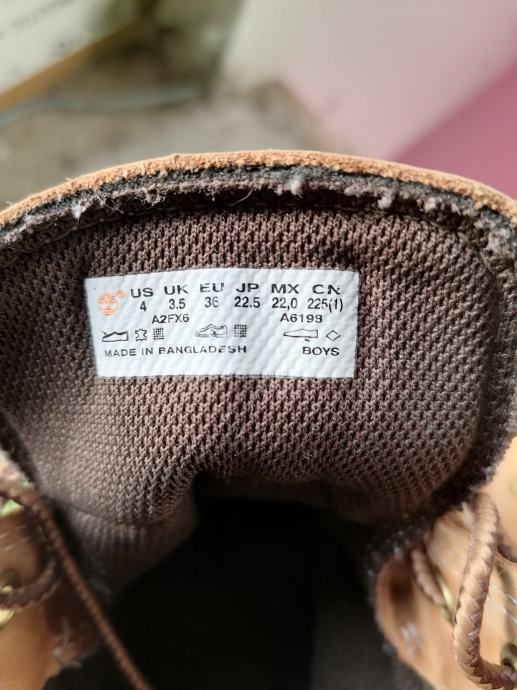 US UK EU JP MX CN
4 3.5 36 22.5 22,0 225(1)
A2FX6 A6193
MADE IN BANGLADESH BOYS